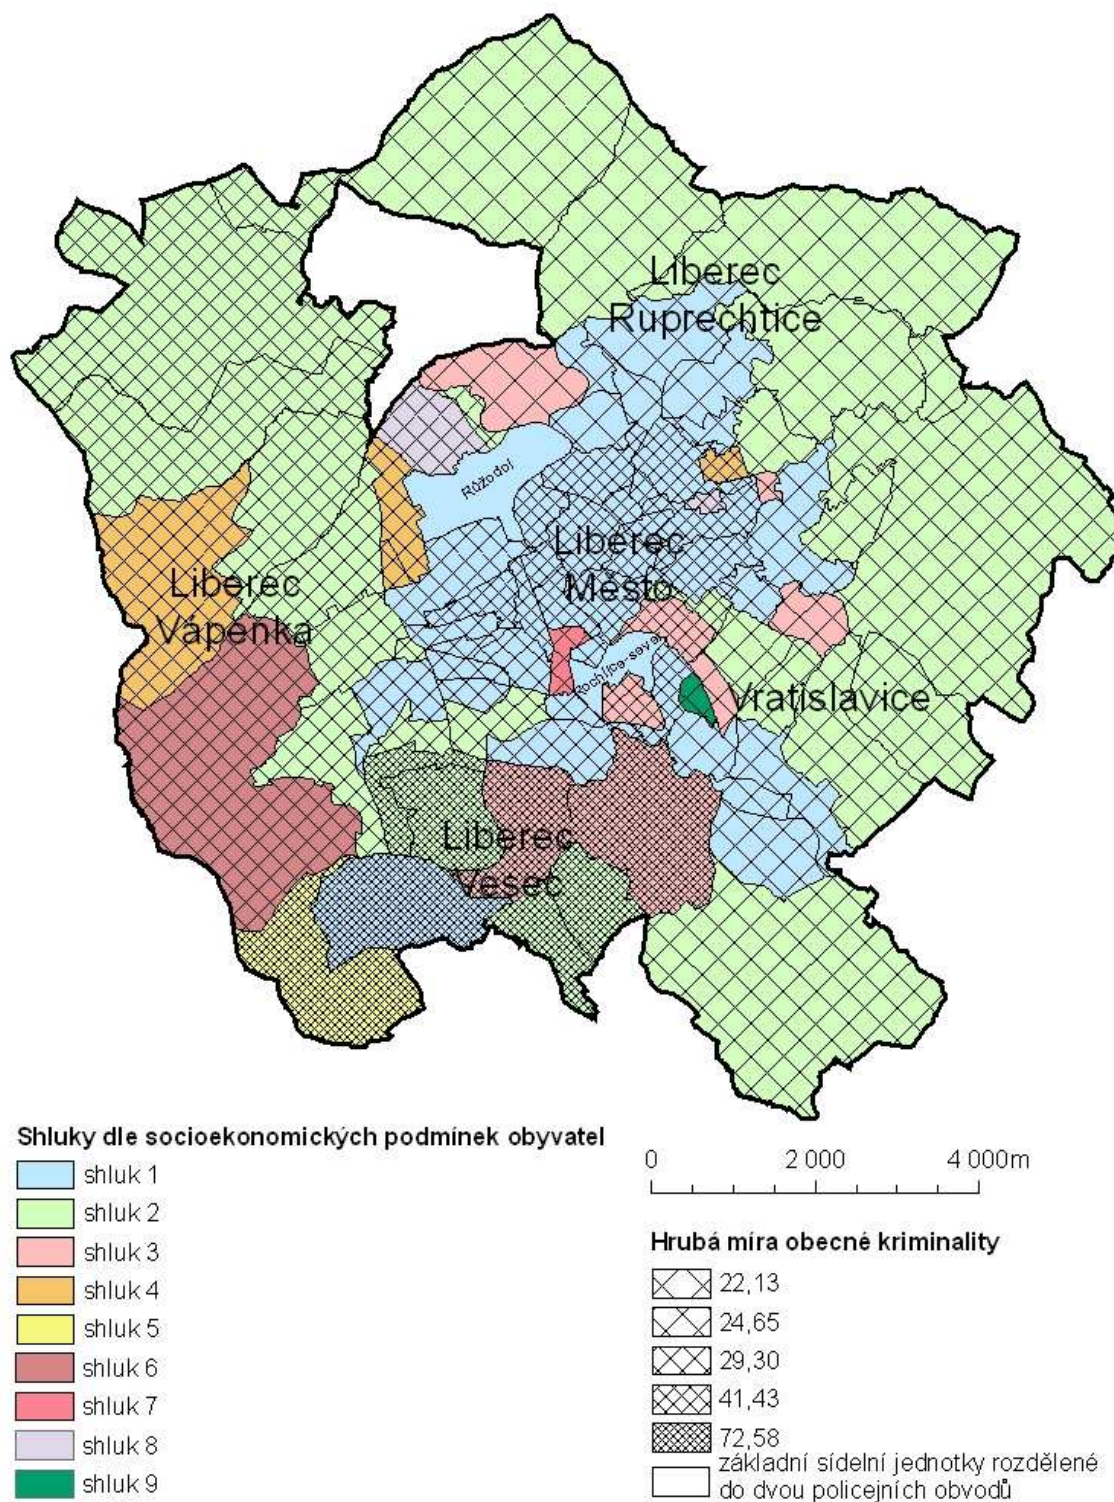 Liberec
Ruprechtice
Růžodol
Liberec
Město
Liberec
Vápenka
Rochlice-sever
Vratislavice
Liberec
Vesec
Shluky dle socioekonomických podmínek obyvatel
shluk 1
shluk 2
shluk 3
shluk 4
shluk 5
shluk 6
shluk 7
shluk 8
shluk 9
0 2 000 4 000m
Hrubá míra obecné kriminality
22,13
24,65
29,30
41,43
72,58
základní sídelní jednotky rozdělené
do dvou policejních obvodů